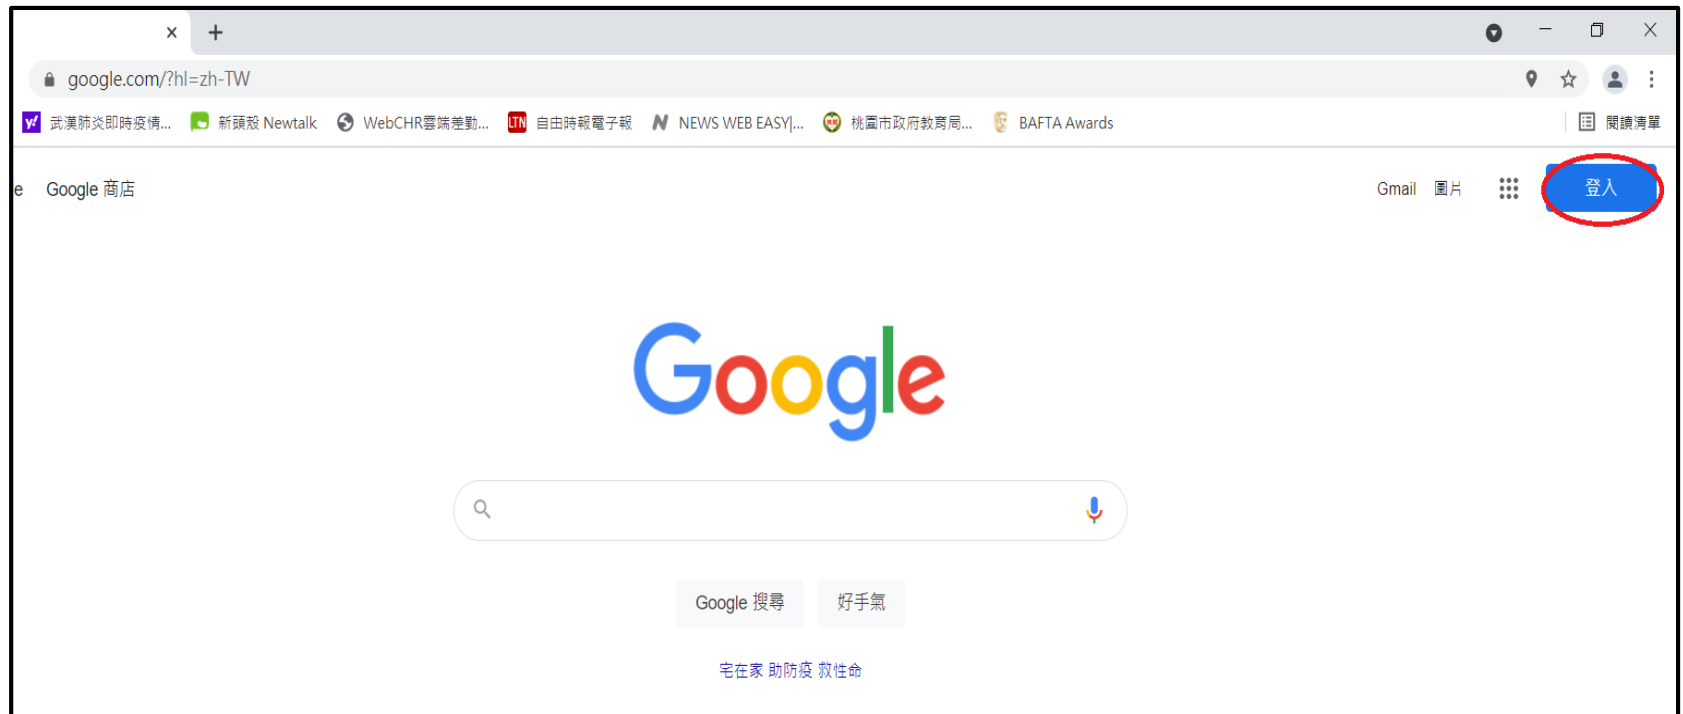 google.com/?hl=zh-TW
武漢肺炎即時疫情... 新頭殼 Newtalk WebCHR雲端差勤... LTN 自由時報電子報 NEWS WEB EASY|... 桃園市政府教育局... BAFTA Awards 閱讀清單
e Google 商店 Gmail 圖片 登入
Google
Google 搜尋 好手氣
宅在家 助防疫 救性命